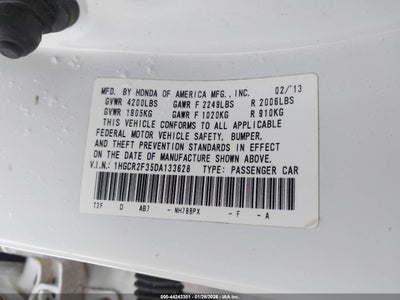 MFD. BY HONDA OF AMERICA MFG., INC. 02/'13
GVWR 4200LBS GAWR F 2249LBS R 2006LBS
GVWR 1905KG GAWR F 1020KG R 910KG
THIS VEHICLE CONFORMS TO ALL APPLICABLE
FEDERAL MOTOR VEHICLE SAFETY, BUMPER,
AND THEFT PREVENTION STANDARDS IN EFFECT
ON THE DATE OF MANUFACTURE SHOWN ABOVE.
V.I.N.: 1HGCR2F35DA133628 TYPE: PASSENGER CAR
T2F D AB7 - NH788PX - F - A
000-44242301 - 01/26/2026 - IAA Inc.